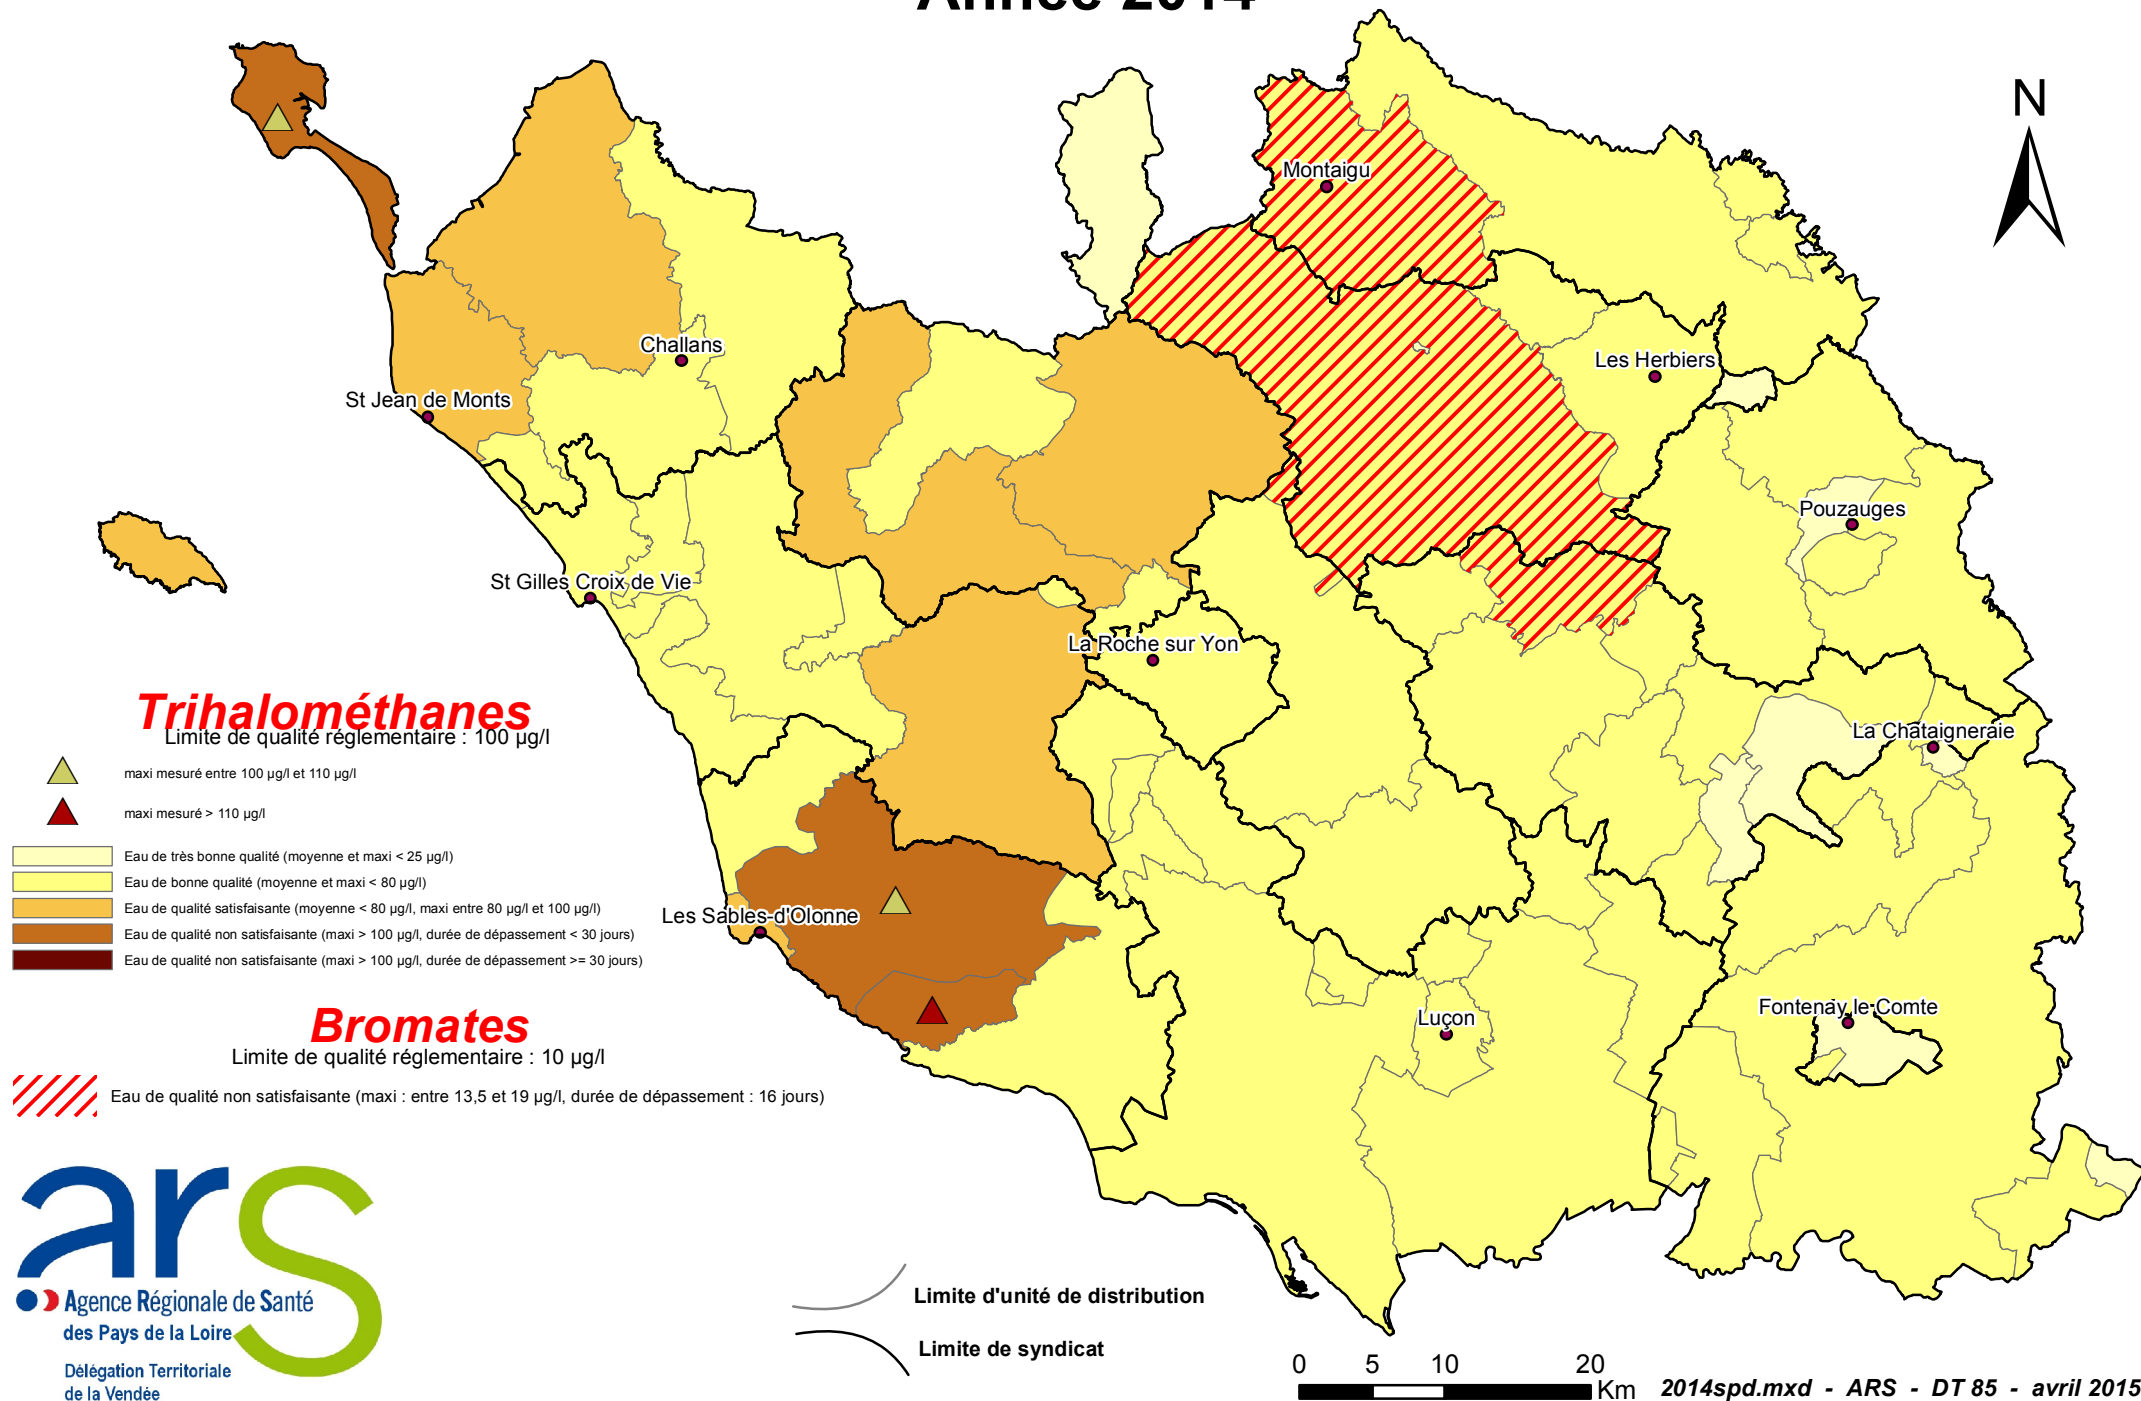 Année 2014
N
Montaigu
Challans
Les Herbiers
St Jean de Monts
Pouzauges
St Gilles Croix de Vie
La Roche sur Yon
La Chataigneraie
Les Sables-d'Olonne
Luçon
Fontenay le Comte
Trihalométhanes
Limite de qualité réglementaire : 100 µg/l
maxi mesuré entre 100 µg/l et 110 µg/l
maxi mesuré > 110 µg/l
Eau de très bonne qualité (moyenne et maxi < 25 µg/l)
Eau de bonne qualité (moyenne et maxi < 80 µg/l)
Eau de qualité satisfaisante (moyenne < 80 µg/l, maxi entre 80 µg/l et 100 µg/l)
Eau de qualité non satisfaisante (maxi > 100 µg/l, durée de dépassement < 30 jours)
Eau de qualité non satisfaisante (maxi > 100 µg/l, durée de dépassement >= 30 jours)
Bromates
Limite de qualité réglementaire : 10 µg/l
Eau de qualité non satisfaisante (maxi : entre 13,5 et 19 µg/l, durée de dépassement : 16 jours)
ars
Agence Régionale de Santé
des Pays de la Loire
Délégation Territoriale
de la Vendée
Limite d'unité de distribution
Limite de syndicat
0 5 10 20
Km
2014spd.mxd - ARS - DT 85 - avril 2015